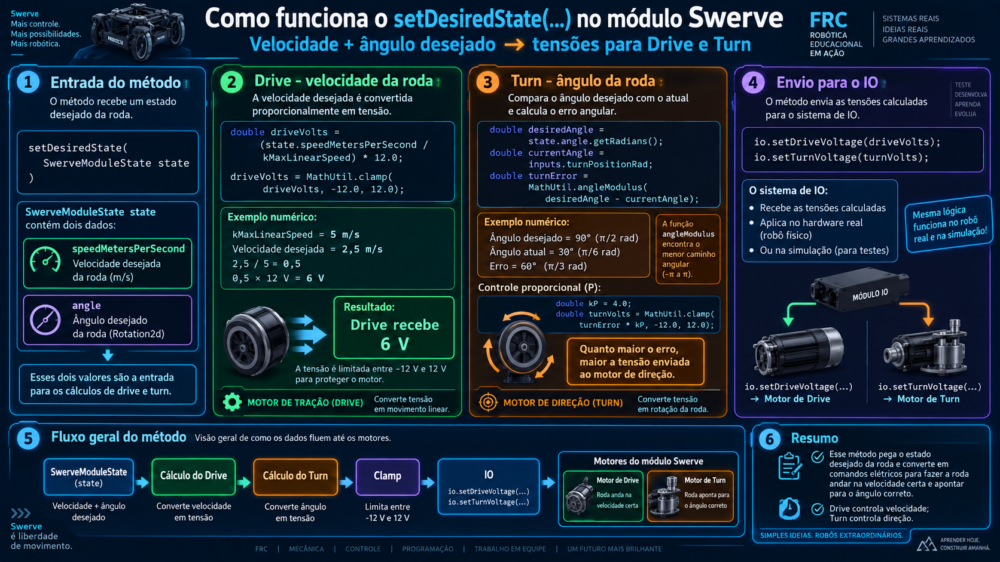 Swerve
Mais controle.
Mais possibilidades.
Mais robótica.
Como funciona o setDesiredState(...) no módulo Swerve
Velocidade + ângulo desejado → tensões para Drive e Turn
FRC
ROBÓTICA
EDUCACIONAL
EM AÇÃO
SISTEMAS REAIS
IDEIAS REAIS
GRANDES APRENDIZADOS
1 Entrada do método
O método recebe um estado
desejado da roda.
setDesiredState(
SwerveModuleState state
)
SwerveModuleState state
contém dois dados:
speedMetersPerSecond
Velocidade desejada
da roda (m/s)
angle
Ângulo desejado
da roda (Rotation2d)
Esses dois valores são a entrada
para os cálculos de drive e turn.
2 Drive - velocidade da roda
A velocidade desejada é convertida
proporcionalmente em tensão.
double driveVolts =
(state.speedMetersPerSecond /
kMaxLinearSpeed) * 12.0;
driveVolts = MathUtil.clamp(
driveVolts, -12.0, 12.0);
Exemplo numérico:
kMaxLinearSpeed = 5 m/s
Velocidade desejada = 2,5 m/s
2,5 / 5 = 0,5
0,5 × 12 V = 6 V
Resultado:
Drive recebe
6 V
A tensão é limitada entre -12 V e 12 V
para proteger o motor.
MOTOR DE TRAÇÃO (DRIVE)
Converte tensão
em movimento linear.
3 Turn - ângulo da roda
Compara o ângulo desejado com o atual
e calcula o erro angular.
double desiredAngle =
state.angle.getRadians();
double currentAngle =
inputs.turnPositionRad;
double turnError =
MathUtil.angleModulus(
desiredAngle - currentAngle);
Exemplo numérico:
Ângulo desejado = 90° (π/2 rad)
Ângulo atual = 30° (π/6 rad)
Erro = 60° (π/3 rad)
A função
angleModulus
encontra o
menor caminho
angular
(-π a π).
Controle proporcional (P):
double kP = 4.0;
double turnVolts = MathUtil.clamp(
turnError * kP, -12.0, 12.0);
Quanto maior o erro,
maior a tensão enviada
ao motor de direção.
MOTOR DE DIREÇÃO (TURN)
Converte tensão
em rotação da roda.
4 Envio para o IO
O método envia as tensões calculadas
para o sistema de IO.
TESTE
DESENVOLVA
APRENDA
EVOLUA
io.setDriveVoltage(driveVolts);
io.setTurnVoltage(turnVolts);
O sistema de IO:
• Recebe as tensões calculadas
• Aplica no hardware real
(robô físico)
• Ou na simulação (para testes)
Mesma lógica
funciona no robô
real e na simulação!
MÓDULO IO
io.setDriveVoltage(...)
→ Motor de Drive
io.setTurnVoltage(...)
→ Motor de Turn
5 Fluxo geral do método Visão geral de como os dados fluem até os motores.
SwerveModuleState
(state)
Velocidade + ângulo
desejado
Cálculo do Drive
Converte velocidade
em tensão
Cálculo do Turn
Converte ângulo
em tensão
Clamp
Limita entre
-12 V e 12 V
IO
io.setDriveVoltage(...)
io.setTurnVoltage(...)
Motores do módulo Swerve
Motor de Drive
Roda anda na
velocidade certa
Motor de Turn
Roda aponta para
o ângulo correto
6 Resumo
Esse método pega o estado
desejado da roda e converte em
comandos elétricos para fazer a roda
andar na velocidade certa e apontar
para o ângulo correto.
Drive controla velocidade;
Turn controla direção.
SIMPLES IDEIAS. ROBÔS EXTRAORDINÁRIOS.
Swerve
é liberdade
de movimento.
FRC | MECÂNICA | CONTROLE | PROGRAMAÇÃO | TRABALHO EM EQUIPE | UM FUTURO MAIS BRILHANTE
APRENDER HOJE.
CONSTRUIR AMANHÃ.